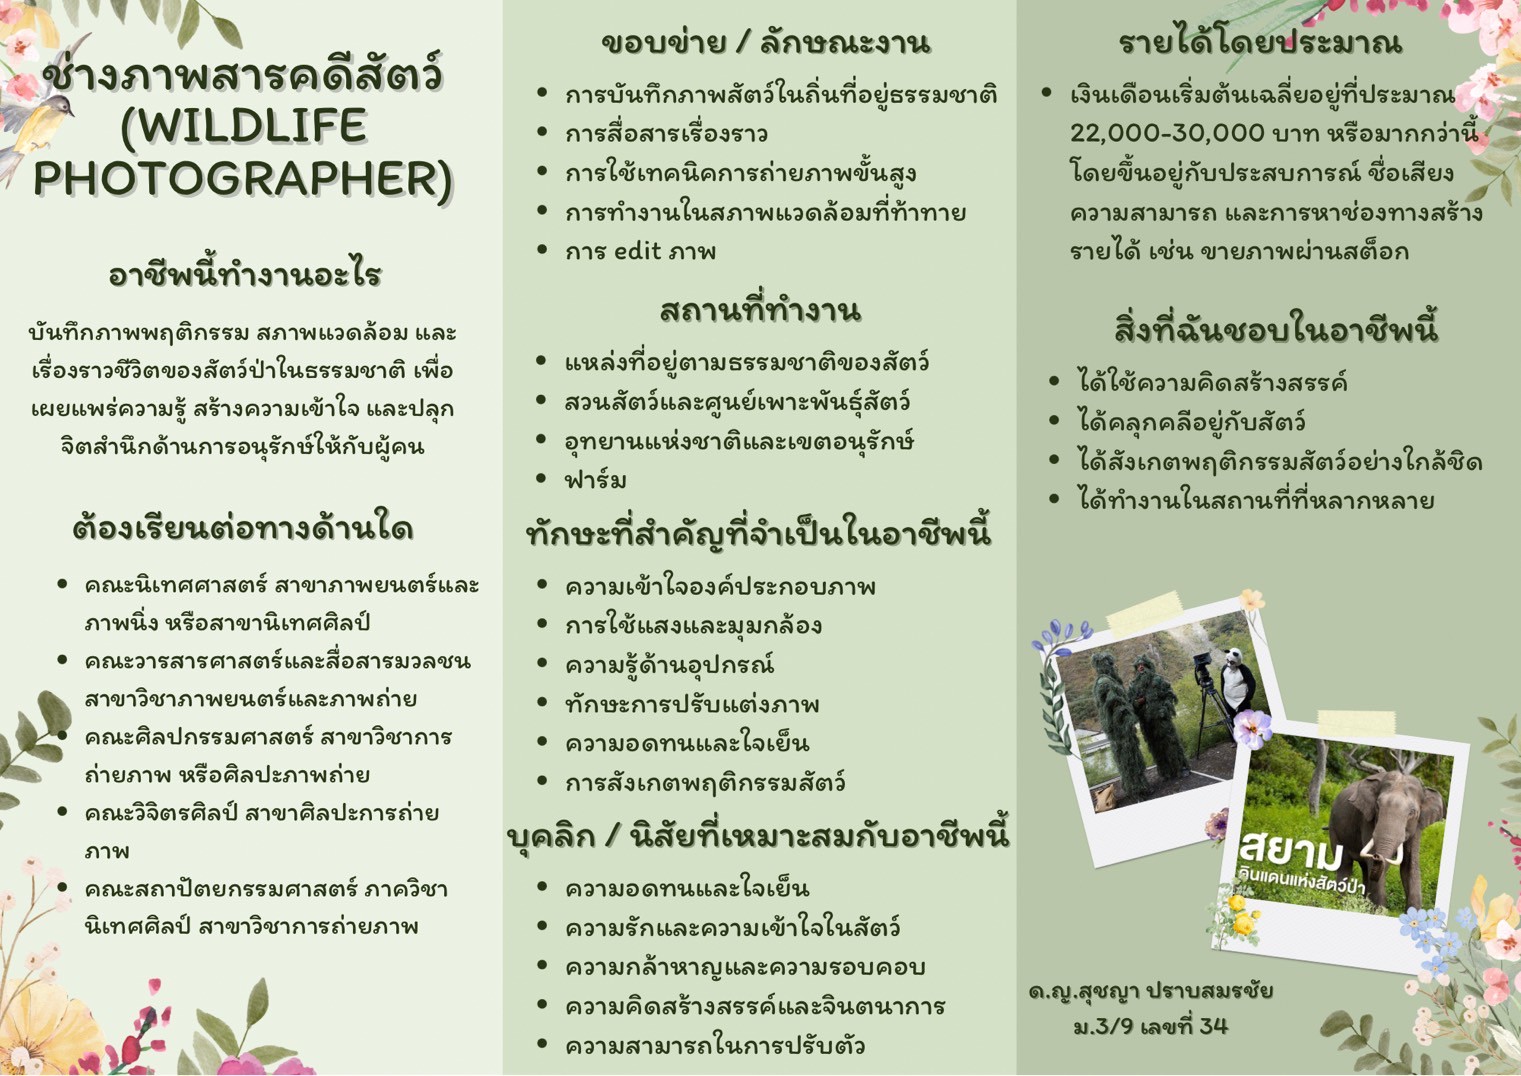 ช่างภาพสารคดีสัตว์
(WILDLIFE
PHOTOGRAPHER)
อาชีพนี้ทำงานอะไร
บันทึกภาพพฤติกรรม สภาพแวดล้อม และ
เรื่องราวชีวิตของสัตว์ป่าในธรรมชาติ เพื่อ
เผยแพร่ความรู้ สร้างความเข้าใจ และปลุก
จิตสำนึกด้านการอนุรักษ์ให้กับผู้คน
ต้องเรียนต่อทางด้านใด
• คณะนิเทศศาสตร์ สาขาภาพยนตร์และ
ภาพนิ่ง หรือสาขานิเทศศิลป์
• คณะวารสารศาสตร์และสื่อสารมวลชน
สาขาวิชาภาพยนตร์และภาพถ่าย
• คณะศิลปกรรมศาสตร์ สาขาวิชาการ
ถ่ายภาพ หรือศิลปะภาพถ่าย
• คณะวิจิตรศิลป์ สาขาศิลปะการถ่าย
ภาพ
• คณะสถาปัตยกรรมศาสตร์ ภาควิชา
นิเทศศิลป์ สาขาวิชาการถ่ายภาพ
ขอบข่าย / ลักษณะงาน
• การบันทึกภาพสัตว์ในถิ่นที่อยู่ธรรมชาติ
• การสื่อสารเรื่องราว
• การใช้เทคนิคการถ่ายภาพขั้นสูง
• การทำงานในสภาพแวดล้อมที่ท้าทาย
• การ edit ภาพ
สถานที่ทำงาน
• แหล่งที่อยู่ตามธรรมชาติของสัตว์
• สวนสัตว์และศูนย์เพาะพันธุ์สัตว์
• อุทยานแห่งชาติและเขตอนุรักษ์
• ฟาร์ม
ทักษะที่สำคัญที่จำเป็นในอาชีพนี้
• ความเข้าใจองค์ประกอบภาพ
• การใช้แสงและมุมกล้อง
• ความรู้ด้านอุปกรณ์
• ทักษะการปรับแต่งภาพ
• ความอดทนและใจเย็น
• การสังเกตพฤติกรรมสัตว์
บุคลิก / นิสัยที่เหมาะสมกับอาชีพนี้
• ความอดทนและใจเย็น
• ความรักและความเข้าใจในสัตว์
• ความกล้าหาญและความรอบคอบ
• ความคิดสร้างสรรค์และจินตนาการ
• ความสามารถในการปรับตัว
รายได้โดยประมาณ
• เงินเดือนเริ่มต้นเฉลี่ยอยู่ที่ประมาณ
22,000-30,000 บาท หรือมากกว่านี้
โดยขึ้นอยู่กับประสบการณ์ ชื่อเสียง
ความสามารถ และการหาช่องทางสร้าง
รายได้ เช่น ขายภาพผ่านสต็อก
สิ่งที่ฉันชอบในอาชีพนี้
• ได้ใช้ความคิดสร้างสรรค์
• ได้คลุกคลีอยู่กับสัตว์
• ได้สังเกตพฤติกรรมสัตว์อย่างใกล้ชิด
• ได้ทำงานในสถานที่ที่หลากหลาย
สยาม
ดินแดนแห่งสัตว์ป่า
ด.ญ.สุชญา ปราบสมรชัย
ม.3/9 เลขที่ 34